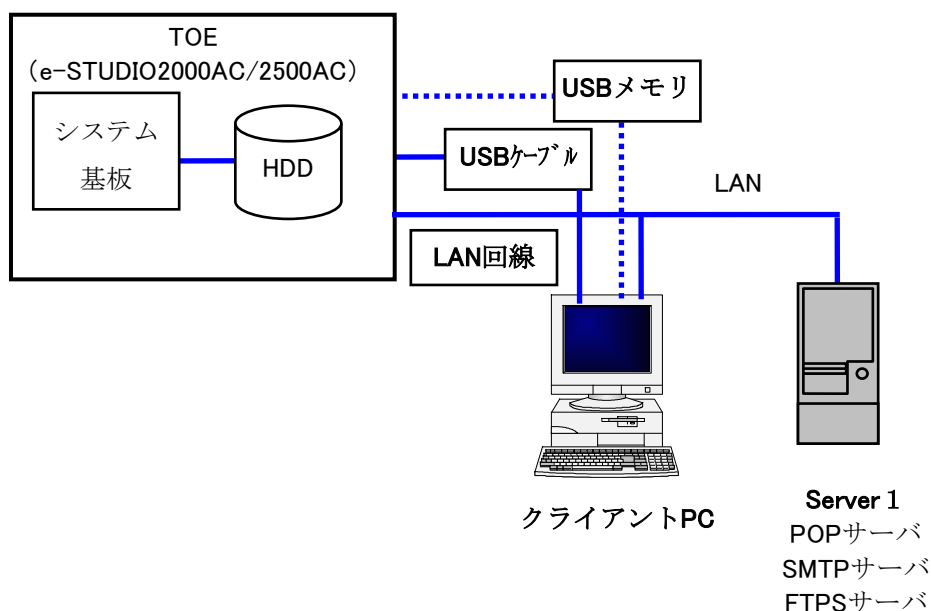 TOE
（e-STUDIO2000AC/2500AC）
システム
基板
HDD
USBメモリ
USBｹｰﾌﾞﾙ
LAN
LAN回線
クライアントPC
Server１
POPサーバ
SMTPサーバ
FTPSサーバ